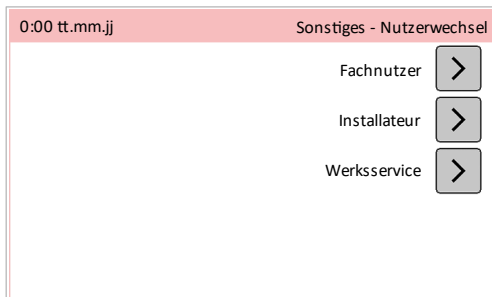 0:00 tt.mm.jj Sonstiges - Nutzerwechsel
Fachnutzer
Installateur
Werksservice